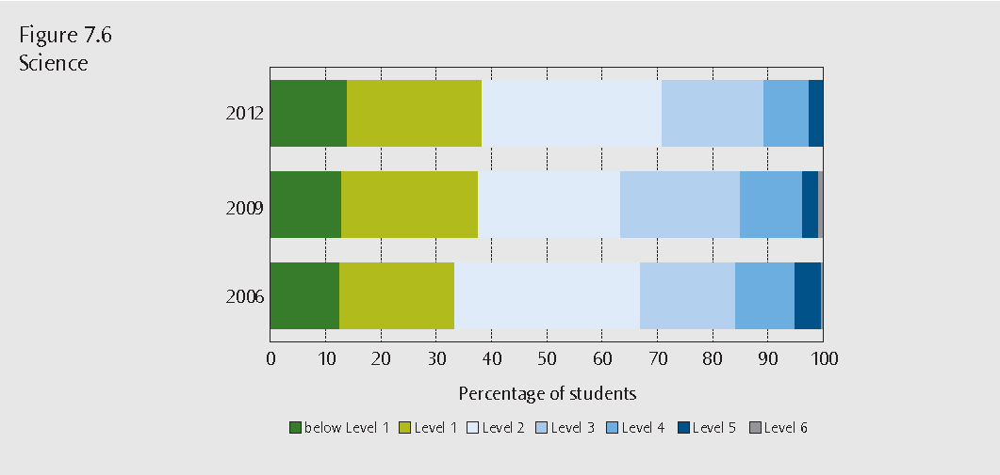 Figure 7.6
Science
2012
2009
2006
0 10 20 30 40 50 60 70 80 90 100
Percentage of students
below Level 1 Level 1 Level 2 Level 3 Level 4 Level 5 Level 6